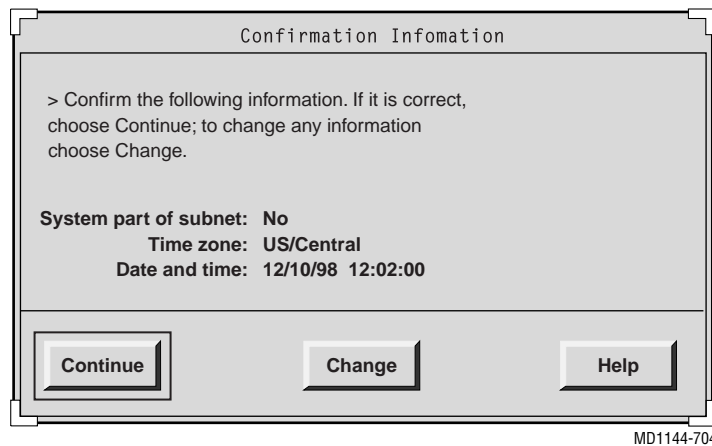 Confirmation Infomation
> Confirm the following information. If it is correct,
choose Continue; to change any information
choose Change.
System part of subnet: No
Time zone: US/Central
Date and time: 12/10/98 12:02:00
Continue
Change
Help
MD1144-704